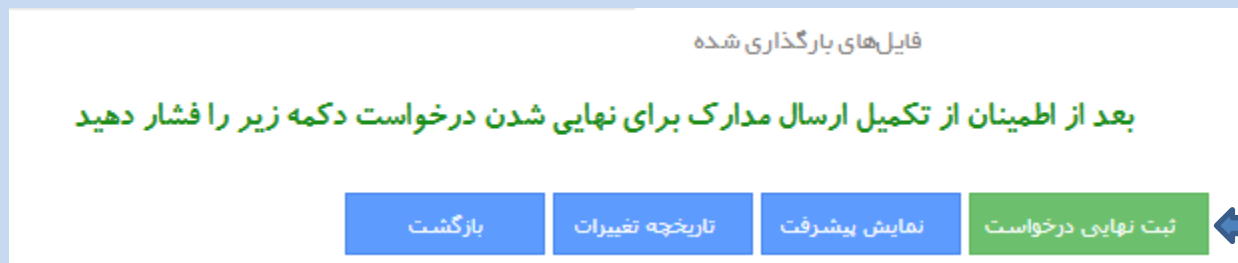 فایل‌های بارگذاری شده
بعد از اطمینان از تکمیل ارسال مدارک برای نهایی شدن درخواست دکمه زیر را فشار دهید
ثبت نهایی درخواست نمایش پیشرفت تاریخچه تغییرات بازگشت